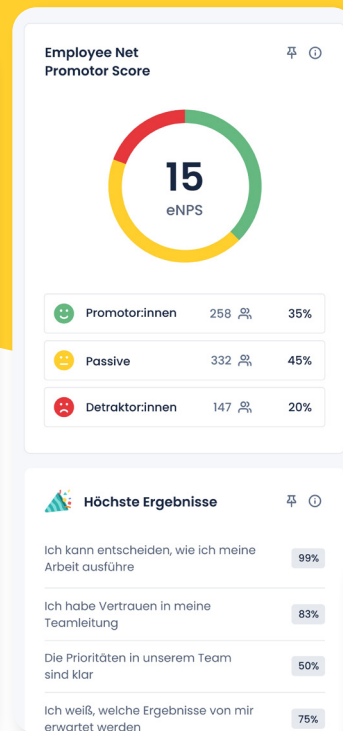 Employee Net
Promotor Score
15
eNPS
Promotor:innen 258 35%
Passive 332 45%
Detraktor:innen 147 20%
Höchste Ergebnisse
Ich kann entscheiden, wie ich meine
Arbeit ausführe
99%
Ich habe Vertrauen in meine
Teamleitung
83%
Die Prioritäten in unserem Team
sind klar
50%
Ich weiß, welche Ergebnisse von mir
erwartet werden
75%